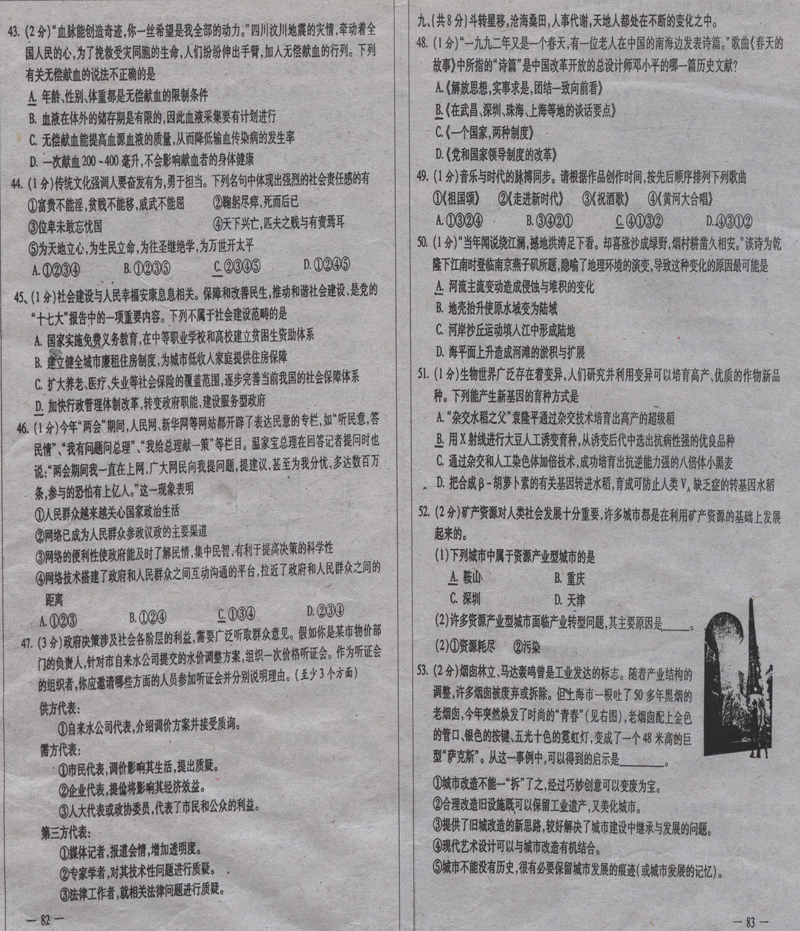 43. (2分)“血脉能创造奇迹,你一丝希望是我全部的动力。”四川汶川地震的灾情,牵动着全
国人民的心,为了挽救受灾同胞的生命,人们纷纷伸出手臂,加入无偿献血的行列。下列
有关无偿献血的说法不正确的是
A. 年龄、性别、体重都是无偿献血的限制条件
B. 血液在体外的储存期是有限的,因此血液采集要有计划进行
C. 无偿献血能提高血源血液的质量,从而降低输血传染病的发生率
D. 一次献血200~400毫升,不会影响献血者的身体健康
44. (1分)传统文化强调人要奋发有为,勇于担当。下列名句中体现出强烈的社会责任感的有
①富贵不能淫,贫贱不能移,威武不能屈 ②鞠躬尽瘁,死而后已
③位卑未敢忘忧国 ④天下兴亡,匹夫之贱与有责焉耳
⑤为天地立心,为生民立命,为往圣继绝学,为万世开太平
A.①②③④ B.①②③⑤ C.②③④⑤ D.①②④⑤
45、(1分)社会建设与人民幸福安康息息相关。保障和改善民生,推动和谐社会建设,是党的
“十七大”报告中的一项重要内容。下列不属于社会建设范畴的是
A. 国家实施免费义务教育,在中等职业学校和高校建立贫困生资助体系
B. 建立健全城市廉租住房制度,为城市低收入家庭提供住房保障
C. 扩大养老、医疗、失业等社会保险的覆盖范围,逐步完善当前我国的社会保障体系
D. 加快行政管理体制改革,转变政府职能,建设服务型政府
46. (1分)今年“两会”期间,人民网、新华网等网站都开辟了表达民意的专栏,如“听民意,答
民情”、“我有问题问总理”、“我给总理献一策”等栏目。温家宝总理在回答记者提问时也
说:“两会期间我一直在上网,广大网民向我提问题,提建议,甚至为我分忧,多达数百万
条,参与的恐怕有上亿人。”这一现象表明
①人民群众越来越关心国家政治生活
②网络已成为人民群众参政议政的主要渠道
③网络的便利性使政府能及时了解民情,集中民智,有利于提高决策的科学性
④网络技术搭建了政府和人民群众之间互动沟通的平台,拉近了政府和人民群众之间的
距离
A.①②③ B.①②④ C.①③④ D.②③④
47. (3分)政府决策涉及社会各阶层的利益,需要广泛听取群众意见。假如你是某市物价部
门的负责人,针对市自来水公司提交的水价调整方案,组织一次价格听证会。作为听证会
的组织者,你应邀请哪些方面的人员参加听证会并分别说明理由。(至少3个方面)
供方代表:
①自来水公司代表,介绍调价方案并接受质询。
需方代表:
①市民代表,调价影响其生活,提出质疑。
②企业代表,提偷将影响其经济效益。
③人大代表或政协委员,代表了市民和公众的利益。
第三方代表:
①媒体记者,报道会情,增加透明度。
②专家学者,对其技术性问题进行质疑。
③法律工作者,就相关法律问题进行质疑。
— 82 —
九、(共8分)斗转星移,沧海桑田,人事代谢,天地人都处在不断的变化之中。
48. (1分)“一九九二年又是一个春天,有一位老人在中国的南海边发表诗篇。”歌曲《春天的
故事》中所指的“诗篇”是中国改革开放的总设计师邓小平的哪一篇历史文献?
A.《解放思想,实事求是,团结一致向前看》
B.《在武昌、深圳、珠海、上海等地的谈话要点》
C.《一个国家,两种制度》
D.《党和国家领导制度的改革》
49. (1分)音乐与时代的脉搏同步。请根据作品创作时间,按先后顺序排列下列歌曲
①《祖国颂》 ②《走进新时代》 ③《祝酒歌》 ④《黄河大合唱》
A.①③②④ B.③④②① C.④①③② D.④③①②
50. (1分)“当年闻说绕江澜,撼地洪涛足下看。却喜涨沙成绿野,烟村耕凿久相安。”该诗为乾
隆下江南时登临南京燕子矶所题,隐喻了地理环境的演变,导致这种变化的原因最可能是
A. 河流主流变动造成侵蚀与堆积的变化
B. 地壳抬升使原水域变为陆域
C. 河岸沙丘运动填人江中形成陆地
D. 海平面上升造成河滩的淤积与扩展
51. (1分)生物世界广泛存在着变异,人们研究并利用变异可以培育高产、优质的作物新品
种。下列能产生新基因的育种方式是
A. “杂交水稻之父”袁隆平通过杂交技术培育出高产的超级稻
B. 用X射线进行大豆人工诱变育种,从诱变后代中选出抗病性强的优良品种
C. 通过杂交和人工染色体加倍技术,成功培育出抗逆能力强的八倍体小黑麦
D. 把合成β-胡萝卜素的有关基因转进水稻,育成可防止人类VA缺乏症的转基因水稻
52. (2分)矿产资源对人类社会发展十分重要,许多城市都是在利用矿产资源的基础上发展
起来的。
(1)下列城市中属于资源产业型城市的是
A. 鞍山 B. 重庆
C. 深圳 D. 天津
(2)许多资源产业型城市面临产业转型问题,其主要原因是____。
(2)①资源耗尽 ②污染
53. (2分)烟囱林立、马达轰鸣曾是工业发达的标志。随着产业结构的
调整,许多烟囱被废弃或拆除。但上海市一根吐了50多年黑烟的
老烟囱,今年突然焕发了时尚的“青春”(见右图),老烟囱配上金色
的管口、银色的按键、五光十色的霓虹灯,变成了一个48米高的巨
型“萨克斯”。从这一事例中,可以得到的启示是____。
①城市改造不能一“拆”了之,经过巧妙创意可以变废为宝。
②合理改造旧设施既可以保留工业遗产,又美化城市。
③提供了旧城改造的新思路,较好解决了城市建设中继承与发展的问题。
④现代艺术设计可以与城市改造有机结合。
⑤城市不能没有历史,很有必要保留城市发展的痕迹(或城市发展的记忆)。
— 83 —